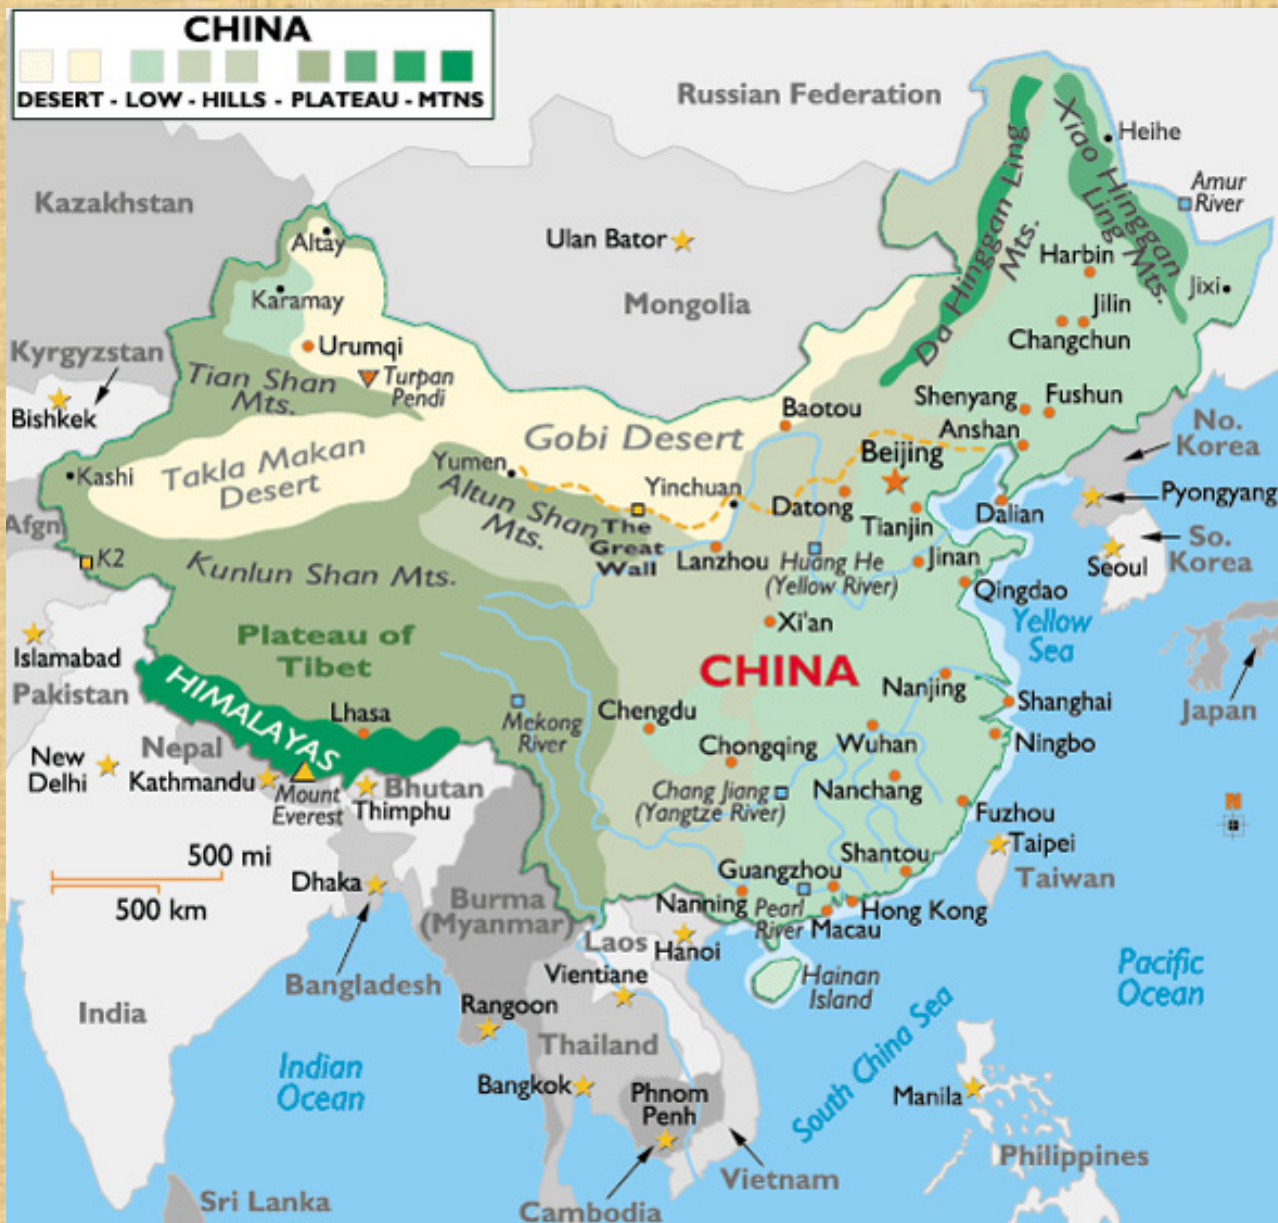 CHINA
DESERT - LOW - HILLS - PLATEAU - MTNS
Russian Federation
Kazakhstan
Heihe
Xiao Hinggan
Ling Mts.
Da Hinggan Ling
Mts.
Amur
River
Altay
Ulan Bator
Harbin
Karamay
Mongolia
Jixi
Jilin
Changchun
Kyrgyzstan
Urumqi
Tian Shan
Mts.
Turpan
Pendi
Bishkek
Baotou
Shenyang
Fushun
Anshan
No.
Korea
Gobi Desert
Beijing
Takla Makan
Desert
Kashi
Yumen
Altun Shan
Mts.
Yinchuan
Datong
Tianjin
Dalian
Pyongyang
Afgn
The
Great
Wall
K2
Kunlun Shan Mts.
Lanzhou
Huang He
(Yellow River)
Jinan
Seoul
So.
Korea
Qingdao
Xi'an
Yellow
Sea
Islamabad
Pakistan
Plateau of
Tibet
CHINA
HIMALAYAS
Lhasa
Mekong
River
Chengdu
Nanjing
Shanghai
Japan
New
Delhi
Nepal
Kathmandu
Mount
Everest
Bhutan
Thimphu
Chongqing
Wuhan
Ningbo
Chang Jiang
(Yangtze River)
Nanchang
Fuzhou
N
500 mi
500 km
Dhaka
Burma
(Myanmar)
Guangzhou
Shantou
Taipei
Taiwan
Nanning
Pearl
River
Macau
Hong Kong
Laos
Hanoi
Bangladesh
Vientiane
Hainan
Island
Pacific
Ocean
India
Rangoon
South China Sea
Thailand
Indian
Ocean
Bangkok
Phnom
Penh
Manila
Vietnam
Philippines
Sri Lanka
Cambodia